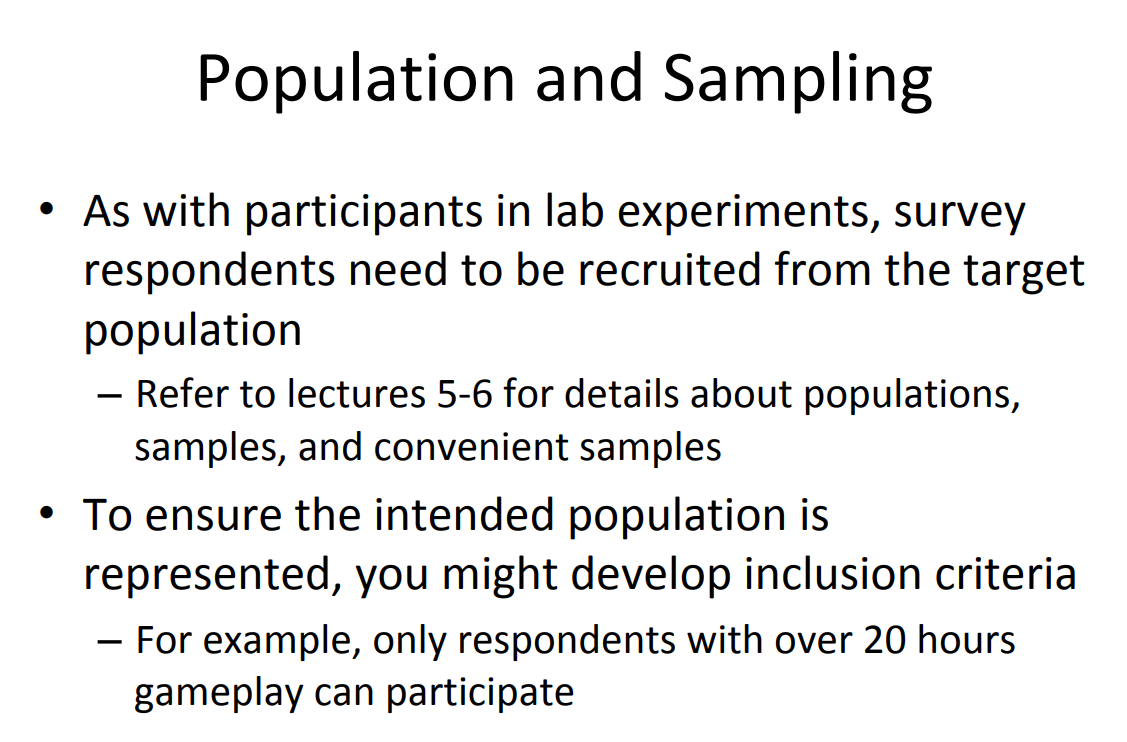 Population and Sampling
• As with participants in lab experiments, survey
respondents need to be recruited from the target
population
– Refer to lectures 5-6 for details about populations,
samples, and convenient samples
• To ensure the intended population is
represented, you might develop inclusion criteria
– For example, only respondents with over 20 hours
gameplay can participate